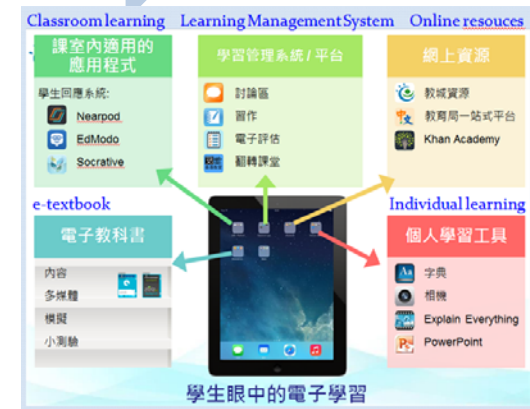 Classroom learning
Learning Management System
Online resouces
課室內適用的
應用程式
學生回應系統:
Nearpod
EdModo
Socrative
學習管理系統/平台
討論區
習作
電子評估
翻轉課堂
網上資源
教城資源
教育局一站式平台
Khan Academy
e-textbook
電子教科書
內容
多媒體
模擬
小測驗
Individual learning
個人學習工具
字典
相機
Explain Everything
PowerPoint
學生眼中的電子學習